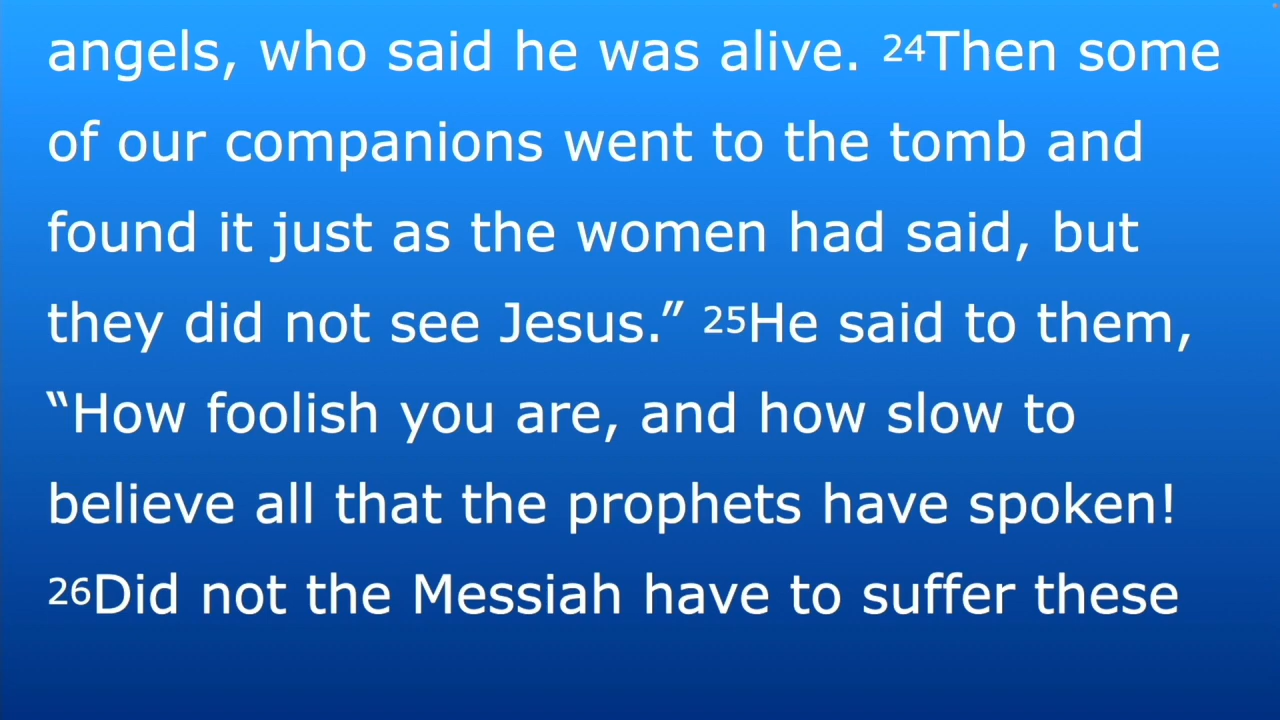 angels, who said he was alive. 24Then some
of our companions went to the tomb and
found it just as the women had said, but
they did not see Jesus.” 25He said to them,
“How foolish you are, and how slow to
believe all that the prophets have spoken!
26Did not the Messiah have to suffer these